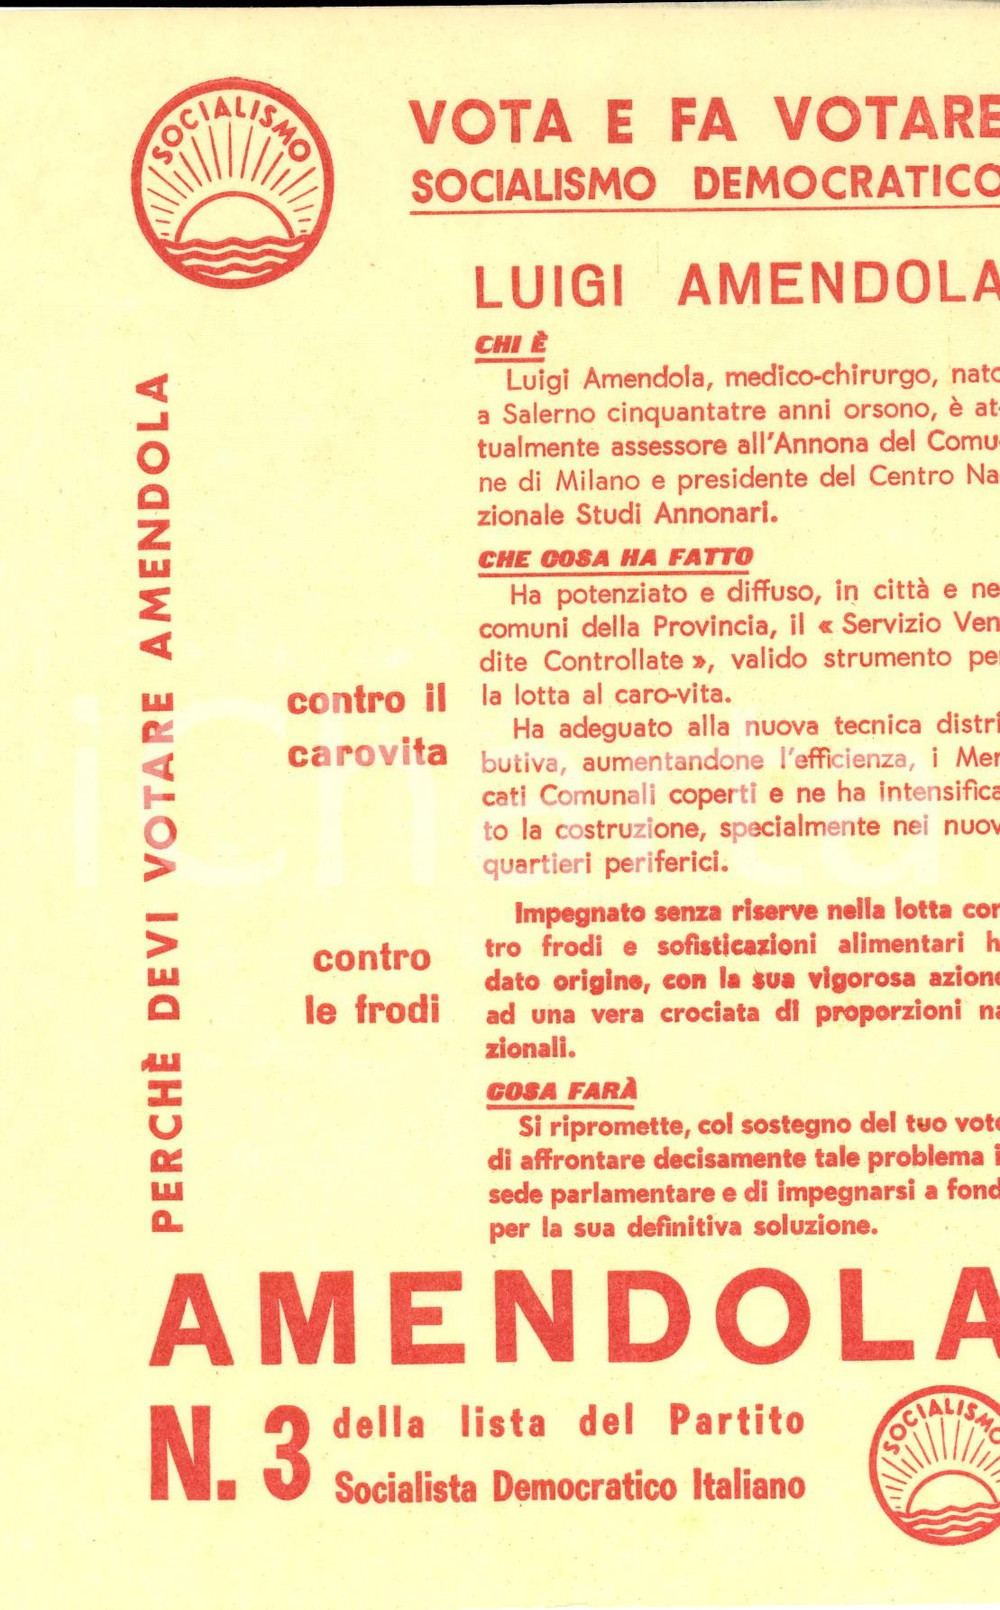 SOCIALISMO
VOTA E FA VOTARE
SOCIALISMO DEMOCRATICO
LUIGI AMENDOLA
CHI È
Luigi Amendola, medico-chirurgo, nato
a Salerno cinquantatre anni orsono, è at-
tualmente assessore all'Annona del Comu-
ne di Milano e presidente del Centro Na-
zionale Studi Annonari.
CHE COSA HA FATTO
Ha potenziato e diffuso, in città e ne
comuni della Provincia, il « Servizio Ven
dite Controllate », valido strumento per
la lotta al caro-vita.
Ha adeguato alla nuova tecnica distri
butiva, aumentandone l'efficienza, i Mer
cati Comunali coperti e ne ha intensifica
to la costruzione, specialmente nei nuov
quartieri periferici.
contro il
carovita
Impegnato senza riserve nella lotta con
tro frodi e sofisticazioni alimentari h
dato origine, con la sua vigorosa azione
ad una vera crociata di proporzioni na
zionali.
contro
le frodi
COSA FARÀ
Si ripromette, col sostegno del tuo voto
di affrontare decisamente tale problema i
sede parlamentare e di impegnarsi a fond
per la sua definitiva soluzione.
PERCHÈ DEVI VOTARE AMENDOLA
AMENDOLA
N. 3 della lista del Partito
Socialista Democratico Italiano
SOCIALISMO